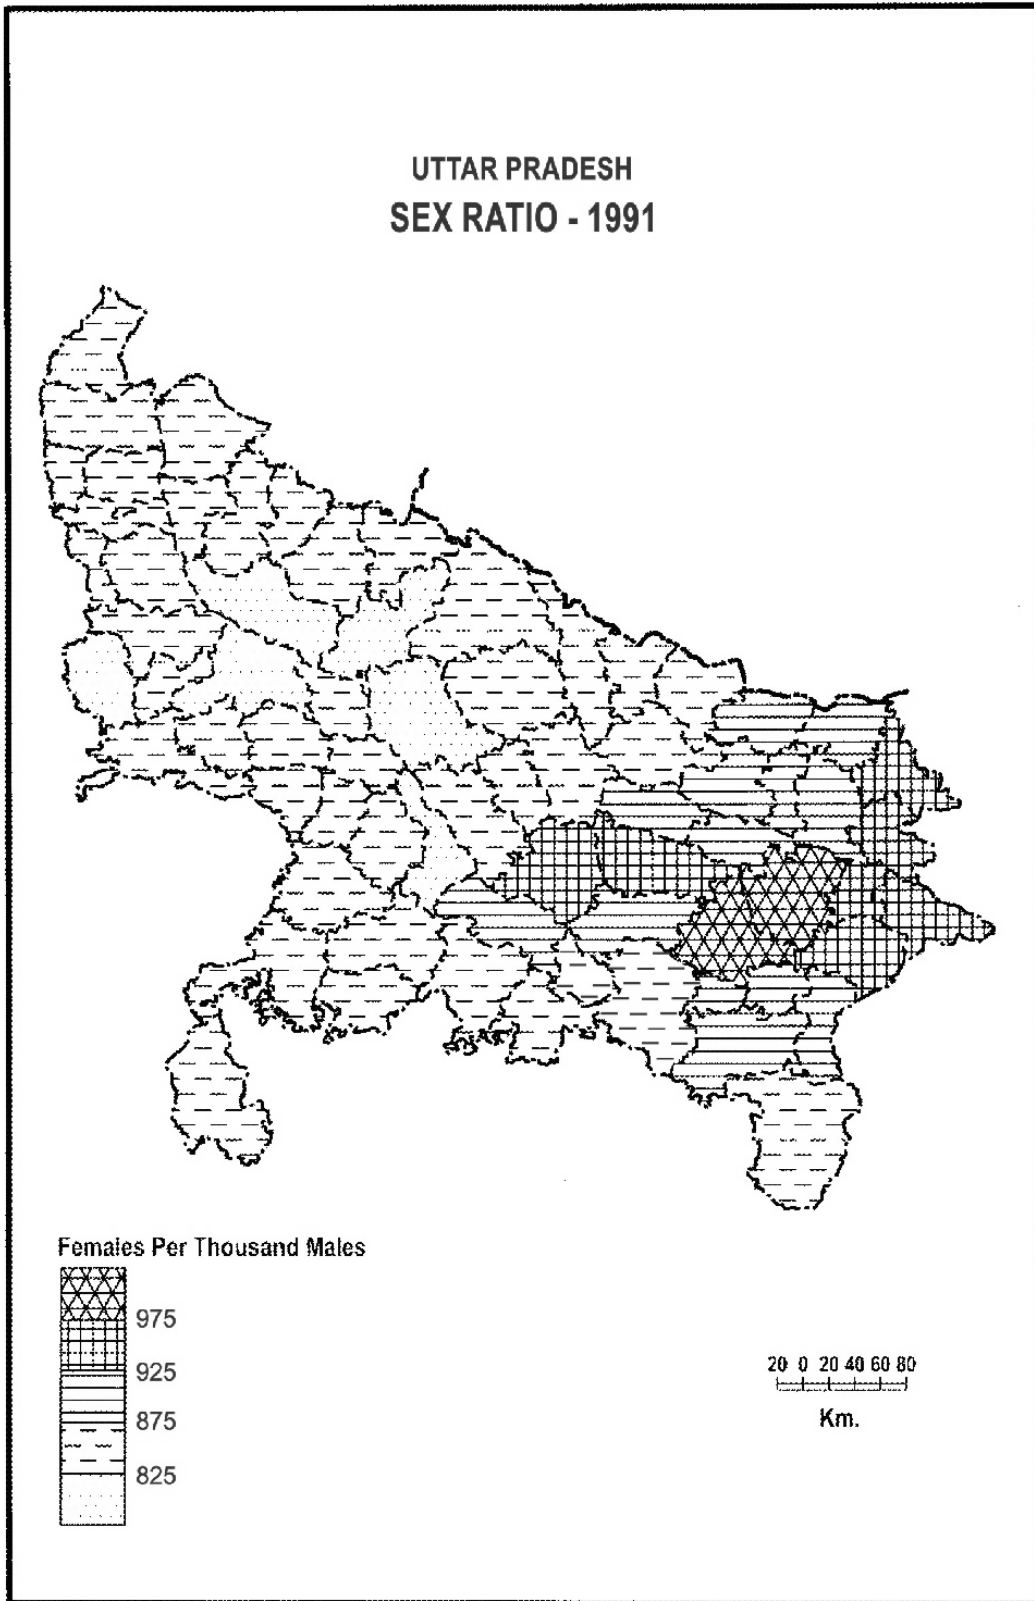 UTTAR PRADESH
SEX RATIO - 1991
Females Per Thousand Males
975
925
875
825
20 0 20 40 60 80
Km.